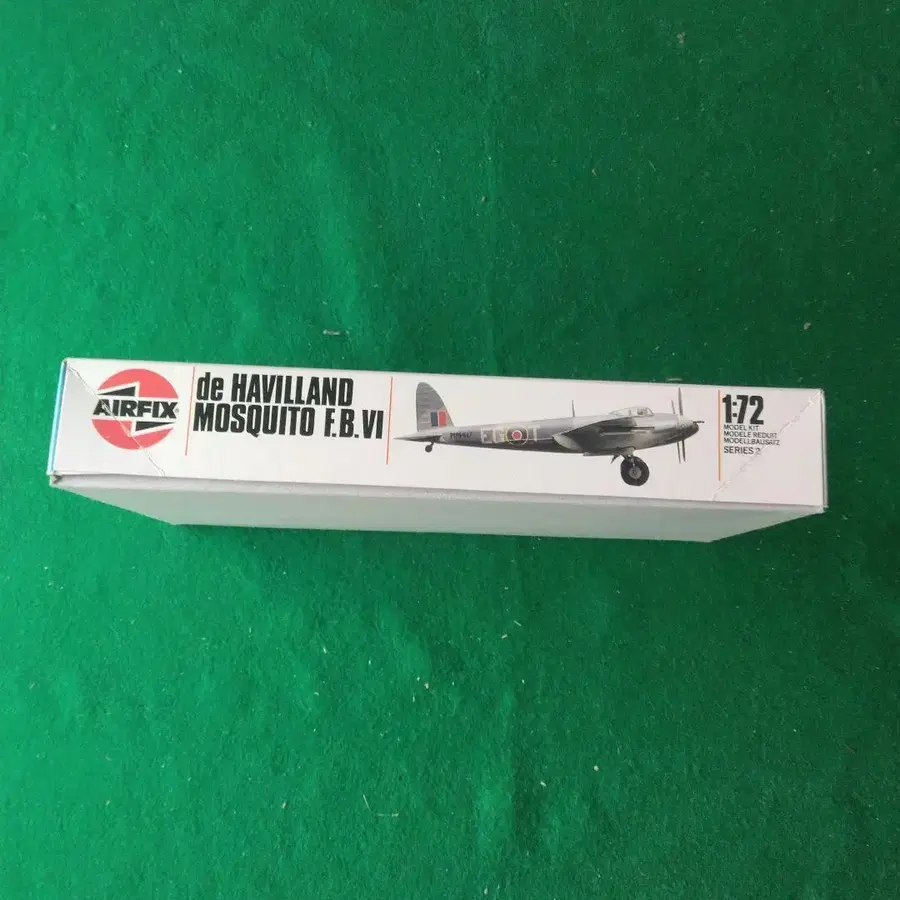 AIRFIX
de HAVILLAND
MOSQUITO F.B.VI
EG T
1:72
MODEL KIT
MODELE REDUIT
MODELLBAUSATZ
SERIES 2